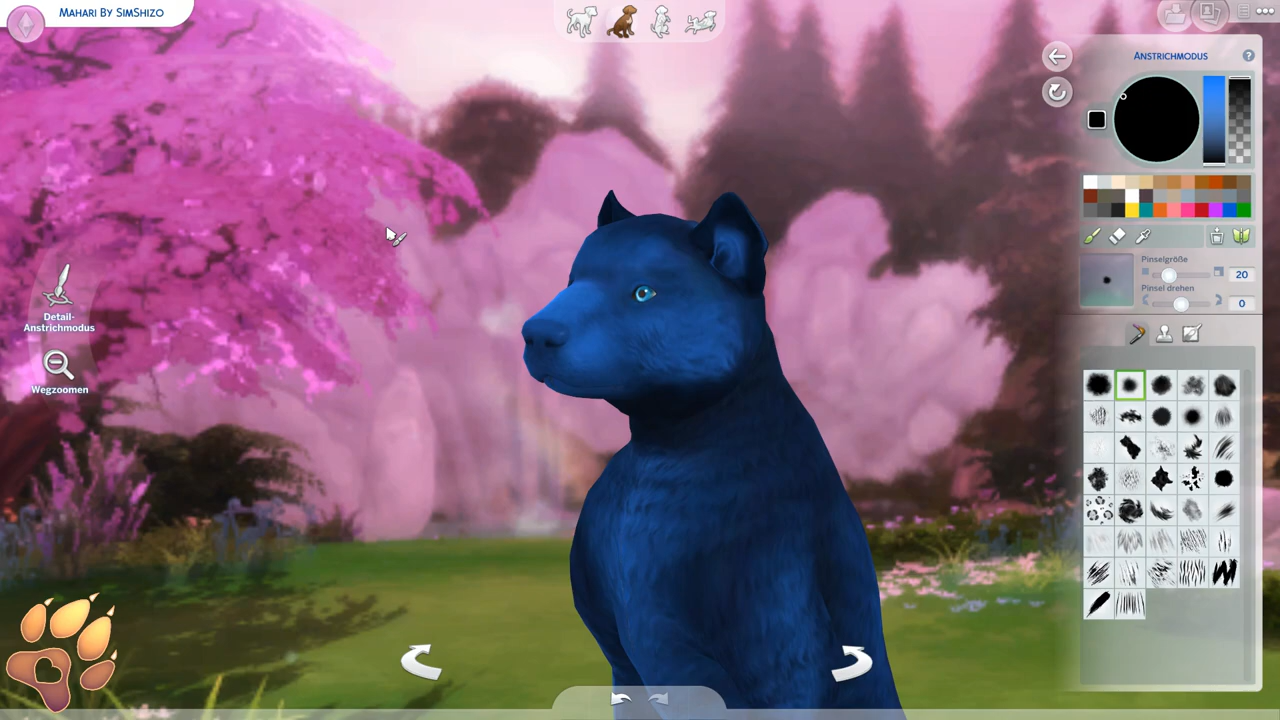 Mahari By SimShizo
Anstrichmodus
Pinselgröße
20
Pinsel drehen
0
Detail-
Anstrichmodus
Wegzoomen